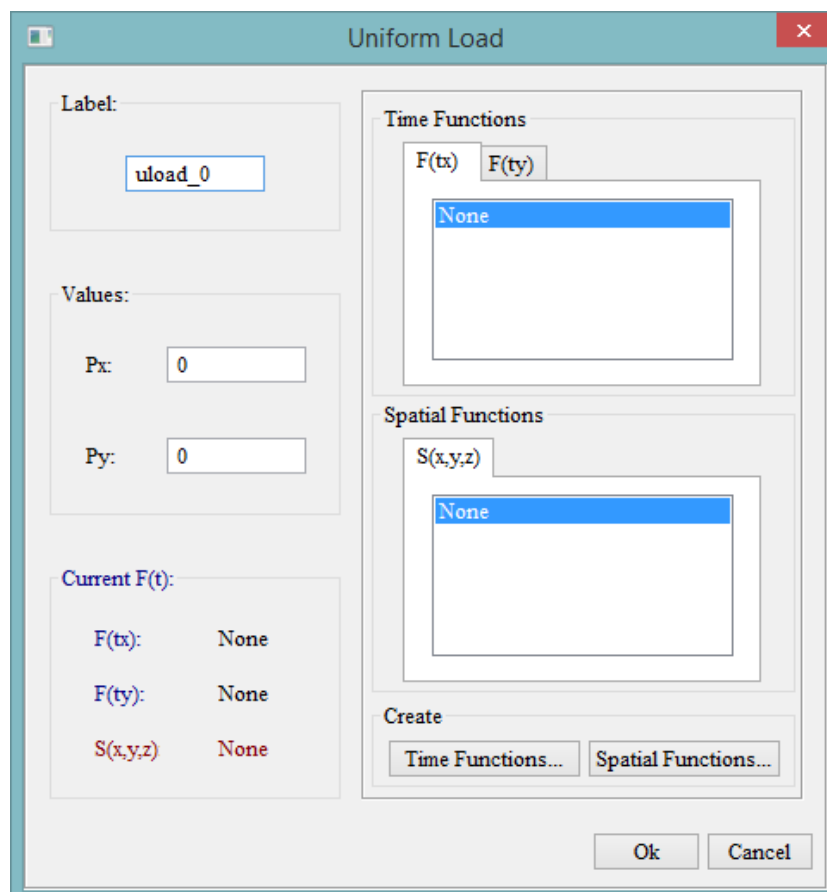 Uniform Load
Label:
uload_0
Values:
Px: 0
Py: 0
Current F(t):
F(tx): None
F(ty): None
S(x,y,z) None
Time Functions
F(tx) F(ty)
None
Spatial Functions
S(x,y,z)
None
Create
Time Functions... Spatial Functions...
Ok Cancel